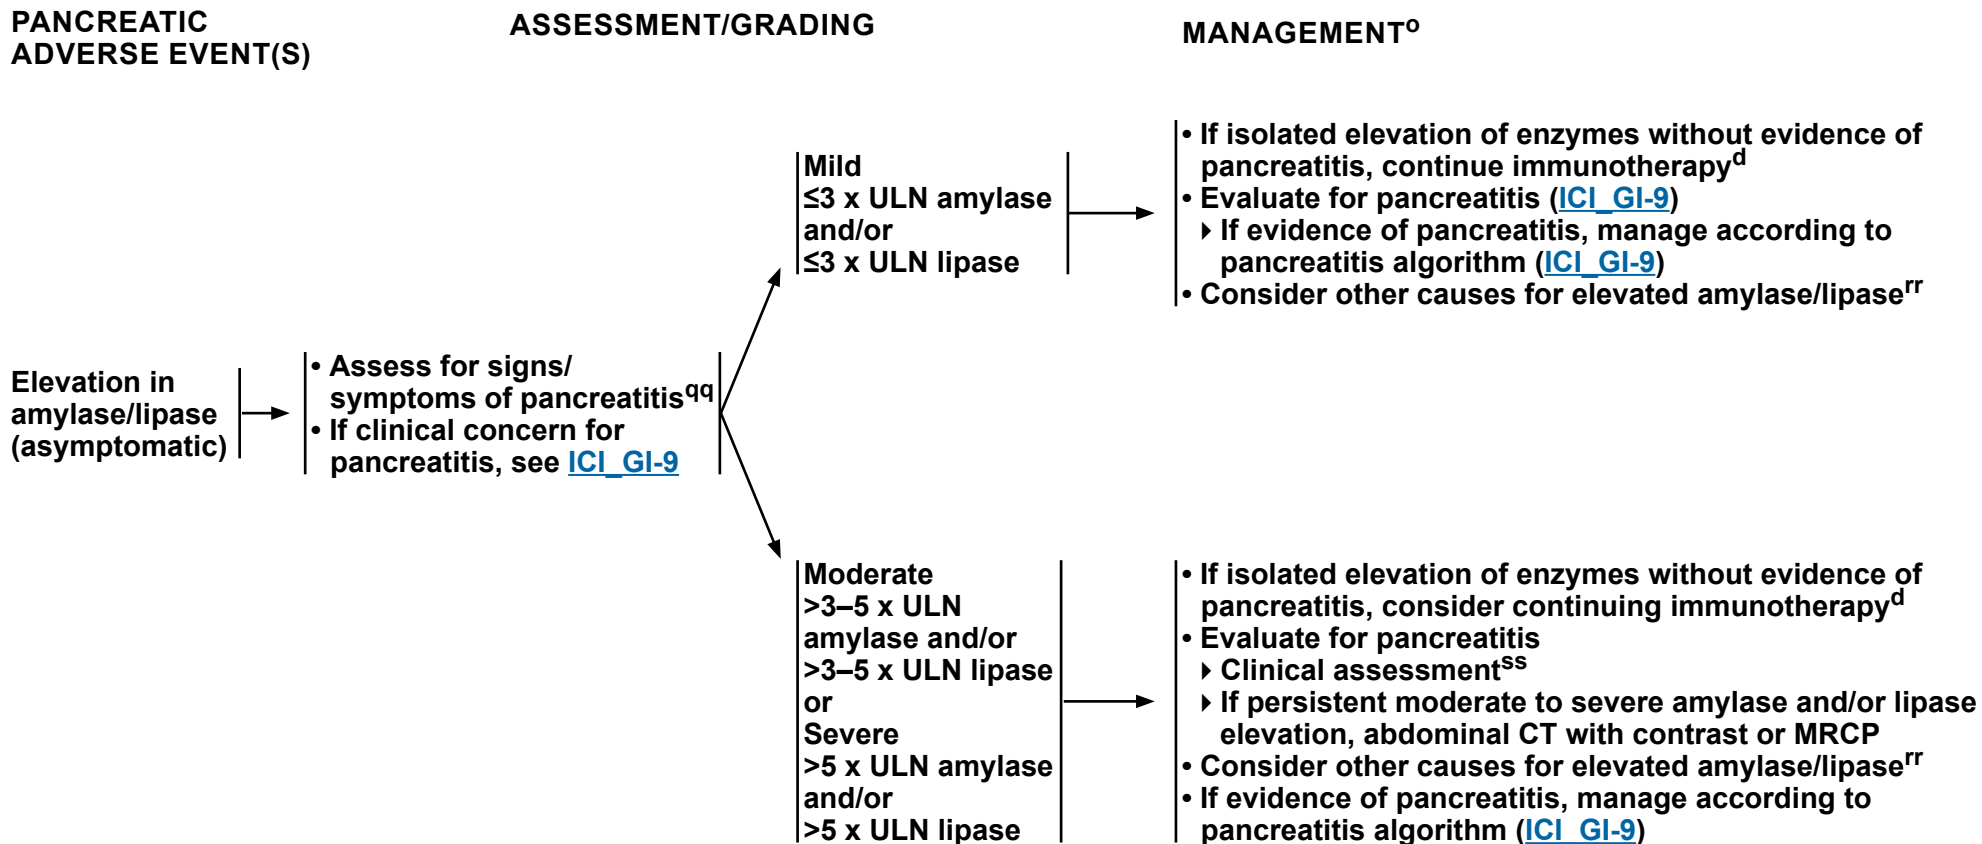 PANCREATIC
ADVERSE EVENT(S)
ASSESSMENT/GRADING
MANAGEMENTᵒ
Elevation in
amylase/lipase
(asymptomatic)
• Assess for signs/
symptoms of pancreatitisqq
• If clinical concern for
pancreatitis, see ICI_GI-9
Mild
≤3 x ULN amylase
and/or
≤3 x ULN lipase
• If isolated elevation of enzymes without evidence of
pancreatitis, continue immunotherapyᵈ
• Evaluate for pancreatitis (ICI_GI-9)
▸ If evidence of pancreatitis, manage according to
pancreatitis algorithm (ICI_GI-9)
• Consider other causes for elevated amylase/lipaseʳʳ
Moderate
>3–5 x ULN
amylase and/or
>3–5 x ULN lipase
or
Severe
>5 x ULN amylase
and/or
>5 x ULN lipase
• If isolated elevation of enzymes without evidence of
pancreatitis, consider continuing immunotherapyᵈ
• Evaluate for pancreatitis
▸ Clinical assessmentˢˢ
▸ If persistent moderate to severe amylase and/or lipase
elevation, abdominal CT with contrast or MRCP
• Consider other causes for elevated amylase/lipaseʳʳ
• If evidence of pancreatitis, manage according to
pancreatitis algorithm (ICI_GI-9)